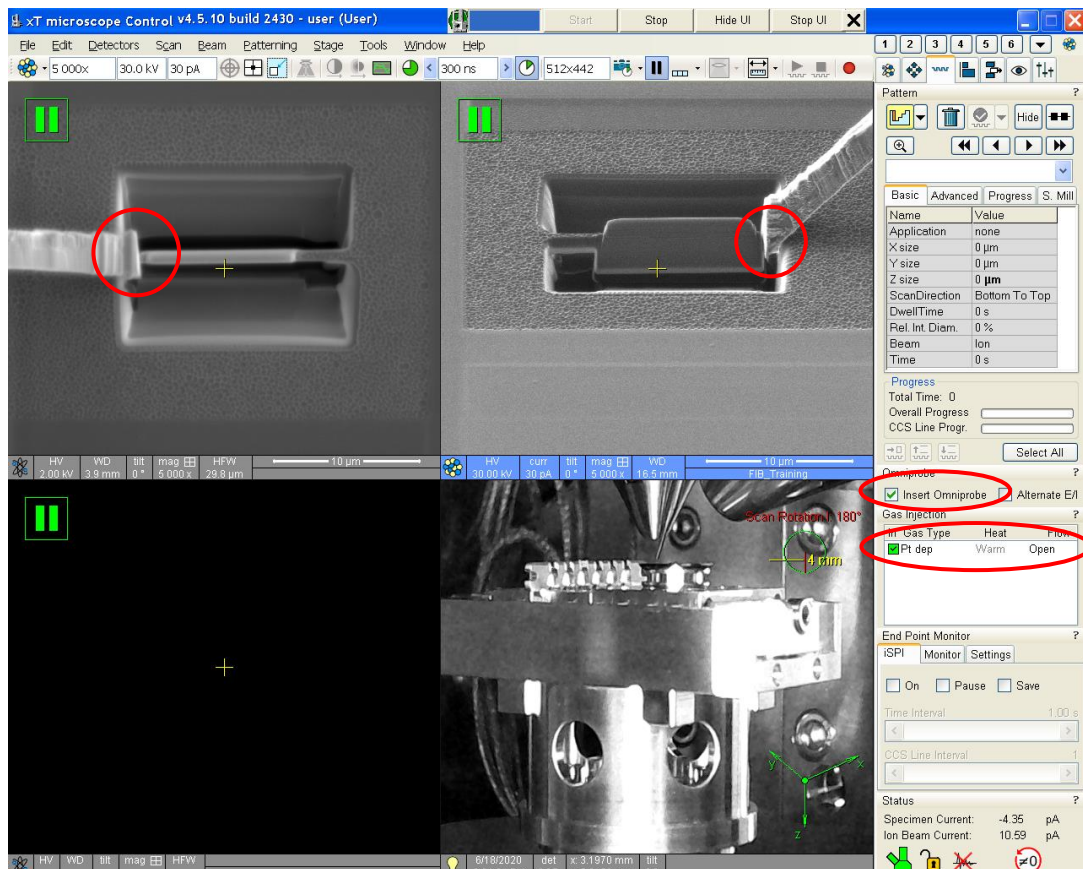 xT microscope Control v4.5.10 build 2430 - user (User)
Start Stop Hide UI Stop UI X
File Edit Detectors Scan Beam Patterning Stage Tools Window Help
5 000x 30.0 kV 30 pA 300 ns 512x442
1 2 3 4 5 6
Pattern ?
Hide
Basic Advanced Progress S. Mill
Name Value
Application none
X size 0 µm
Y size 0 µm
Z size 0 µm
ScanDirection Bottom To Top
DwellTime 0 s
Rel. Int. Diam. 0 %
Beam Ion
Time 0 s
Progress
Total Time: 0
Overall Progress
CCS Line Progr.
Select All
Omniprobe ?
Insert Omniprobe Alternate E/I
Gas Injection ?
In Gas Type Heat Flow
Pt dep Warm Open
End Point Monitor ?
iSPI Monitor Settings
On Pause Save
Time Interval 1.00 s
CCS Line Interval 1
Status ?
Specimen Current: -4.35 pA
Ion Beam Current: 10.59 pA
≠0
HV WD tilt mag HFW 10 µm
2.00 kV 3.9 mm 0 ° 5 000 x 29.8 µm
HV curr tilt mag WD 10 µm
30.00 kV 30 pA 0 ° 5 000 x 16.5 mm FIB_Training
Scan Rotation 180°
4 mm
y x
z
HV WD tilt mag HFW
6/18/2020 det x: 3.1970 mm tilt